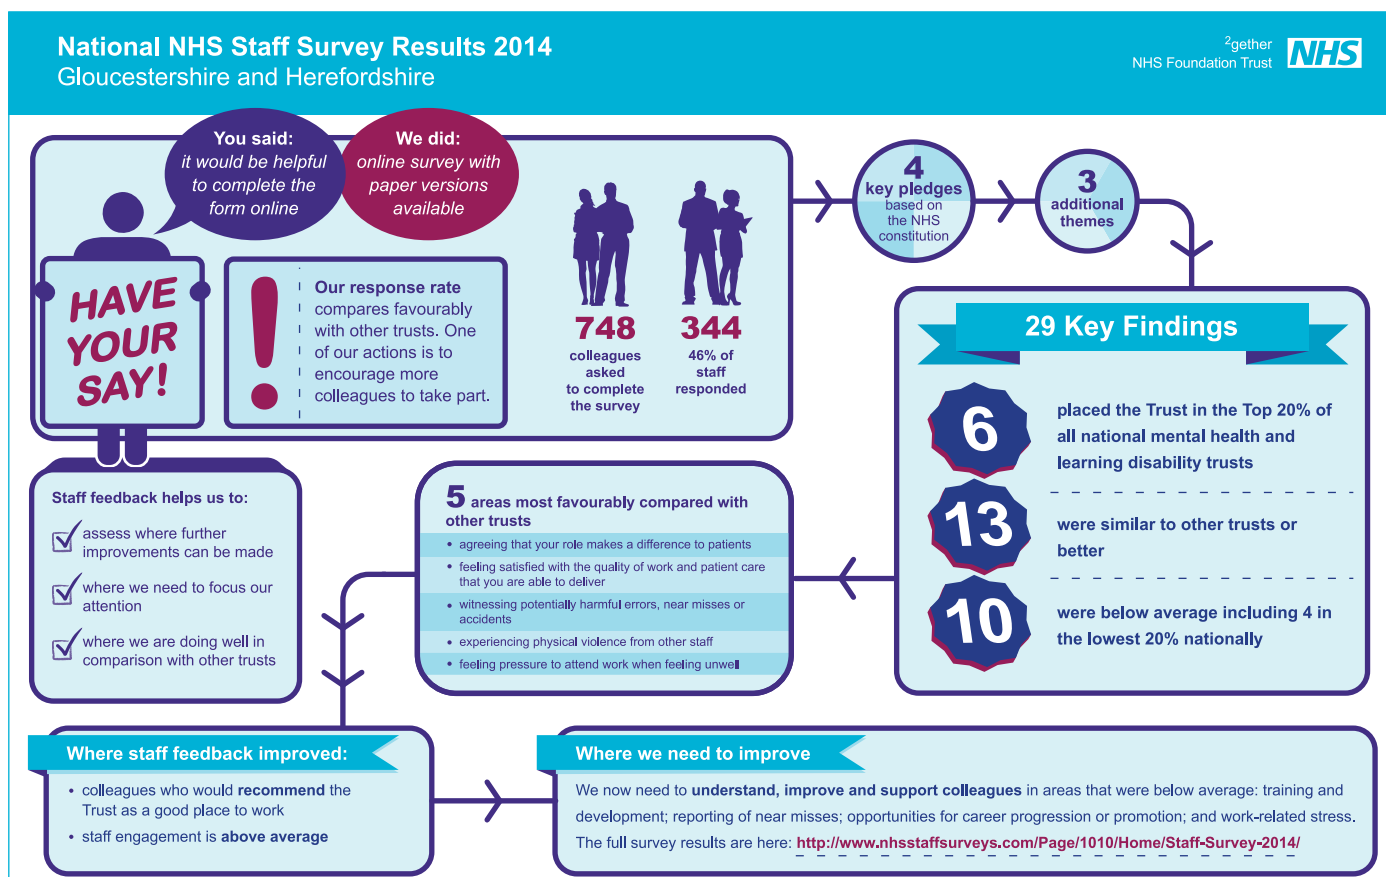 National NHS Staff Survey Results 2014
Gloucestershire and Herefordshire
2gether
NHS Foundation Trust
NHS
You said:
it would be helpful
to complete the
form online
We did:
online survey with
paper versions
available
HAVE
YOUR
SAY!
Our response rate
compares favourably
with other trusts. One
of our actions is to
encourage more
colleagues to take part.
748
colleagues
asked
to complete
the survey
344
46% of
staff
responded
4
key pledges
based on
the NHS
constitution
3
additional
themes
29 Key Findings
6
placed the Trust in the Top 20% of
all national mental health and
learning disability trusts
13
were similar to other trusts or
better
10
were below average including 4 in
the lowest 20% nationally
5 areas most favourably compared with
other trusts
• agreeing that your role makes a difference to patients
• feeling satisfied with the quality of work and patient care
that you are able to deliver
• witnessing potentially harmful errors, near misses or
accidents
• experiencing physical violence from other staff
• feeling pressure to attend work when feeling unwell
Staff feedback helps us to:
assess where further
improvements can be made
where we need to focus our
attention
where we are doing well in
comparison with other trusts
Where staff feedback improved:
• colleagues who would recommend the
Trust as a good place to work
• staff engagement is above average
Where we need to improve
We now need to understand, improve and support colleagues in areas that were below average: training and
development; reporting of near misses; opportunities for career progression or promotion; and work-related stress.
The full survey results are here: http://www.nhsstaffsurveys.com/Page/1010/Home/Staff-Survey-2014/